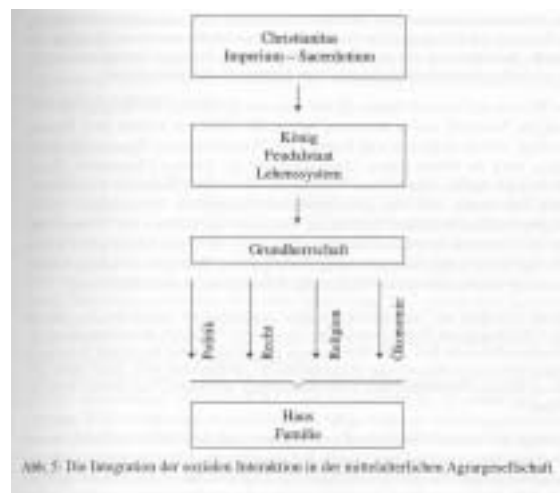 Christianitas
Imperium – Sacerdotium
König
Feudalstaat
Lehenssystem
Grundherrschaft
Politik
Recht
Religion
Ökonomie
Haus
Familie
Abb. 5: Die Integration der sozialen Interaktion in der mittelalterlichen Agrargesellschaft